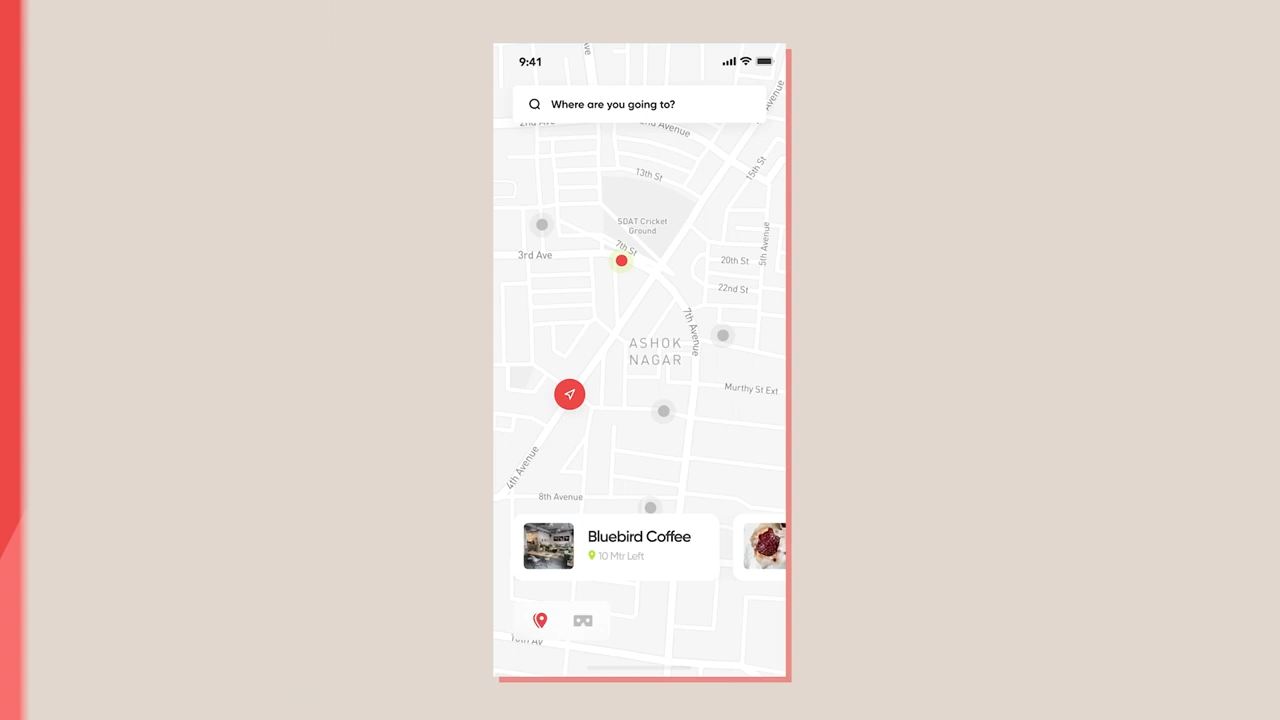 9:41
Where are you going to?
2nd Avenue
13th St
15th St
SDAT Cricket
Ground
7th St
3rd Ave
5th Avenue
20th St
22nd St
7th Avenue
ASHOK
NAGAR
Murthy St Ext
4th Avenue
8th Avenue
Bluebird Coffee
10 Mtr Left